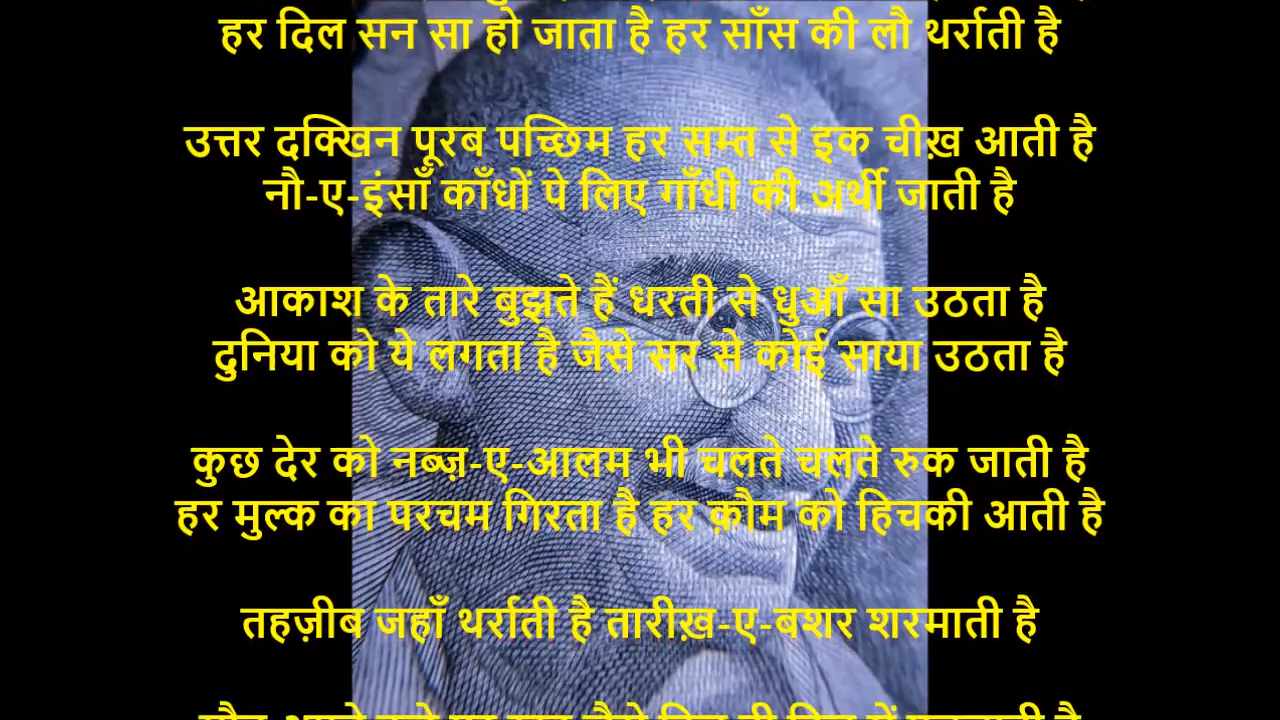 हर दिल सन सा हो जाता है हर साँस की लौ थर्राती है
उत्तर दक्खिन पूरब पच्छिम हर सम्त से इक चीख़ आती है
नौ-ए-इंसाँ काँधों पे लिए गाँधी की अर्थी जाती है
आकाश के तारे बुझते हैं धरती से धुआँ सा उठता है
दुनिया को ये लगता है जैसे सर से कोई साया उठता है
कुछ देर को नब्ज़-ए-आलम भी चलते चलते रुक जाती है
हर मुल्क का परचम गिरता है हर क़ौम को हिचकी आती है
तहज़ीब जहाँ थर्राती है तारीख़-ए-बशर शरमाती है